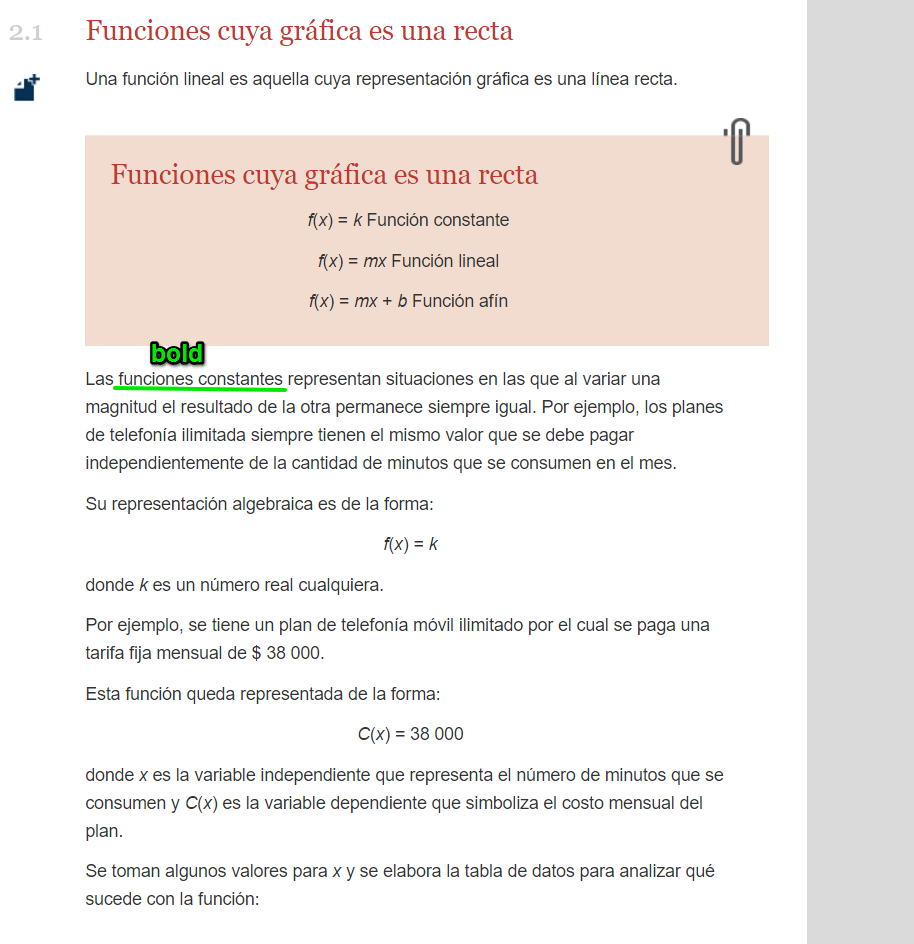 2.1 Funciones cuya gráfica es una recta
Una función lineal es aquella cuya representación gráfica es una línea recta.
Funciones cuya gráfica es una recta
f(x) = k Función constante
f(x) = mx Función lineal
f(x) = mx + b Función afín
bold
Las funciones constantes representan situaciones en las que al variar una
magnitud el resultado de la otra permanece siempre igual. Por ejemplo, los planes
de telefonía ilimitada siempre tienen el mismo valor que se debe pagar
independientemente de la cantidad de minutos que se consumen en el mes.
Su representación algebraica es de la forma:
f(x) = k
donde k es un número real cualquiera.
Por ejemplo, se tiene un plan de telefonía móvil ilimitado por el cual se paga una
tarifa fija mensual de $ 38 000.
Esta función queda representada de la forma:
C(x) = 38 000
donde x es la variable independiente que representa el número de minutos que se
consumen y C(x) es la variable dependiente que simboliza el costo mensual del
plan.
Se toman algunos valores para x y se elabora la tabla de datos para analizar qué
sucede con la función: